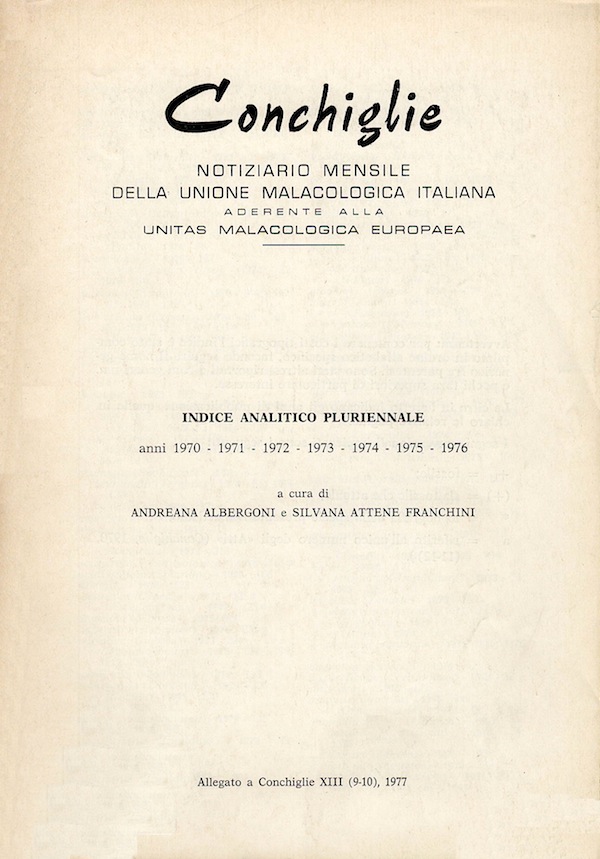 Conchiglie
NOTIZIARIO MENSILE
DELLA UNIONE MALACOLOGICA ITALIANA
ADERENTE ALLA
UNITAS MALACOLOGICA EUROPAEA
INDICE ANALITICO PLURIENNALE
anni 1970 - 1971 - 1972 - 1973 - 1974 - 1975 - 1976
a cura di
ANDREANA ALBERGONI e SILVANA ATTENE FRANCHINI
Allegato a Conchiglie XIII (9-10), 1977